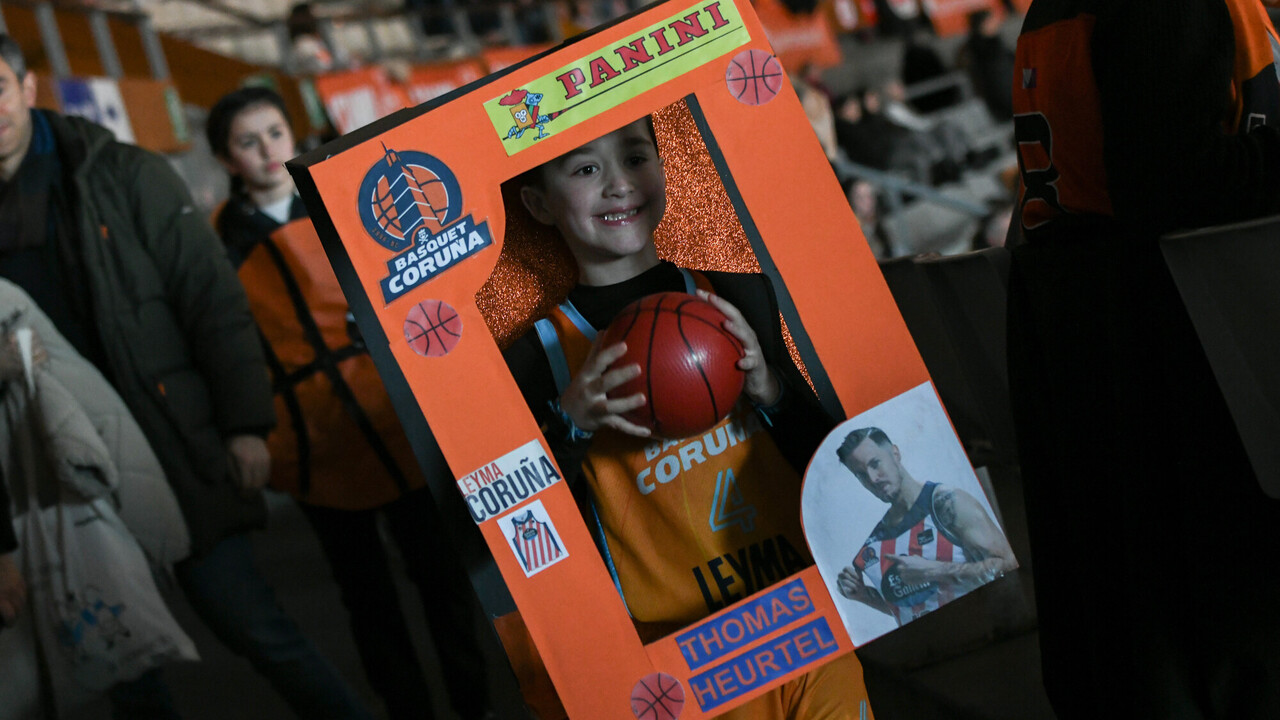 PANINI
BASQUET
CORUÑA
LEYMA
CORUÑA
CORUÑA
4
LEYMA
THOMAS
HEURTEL